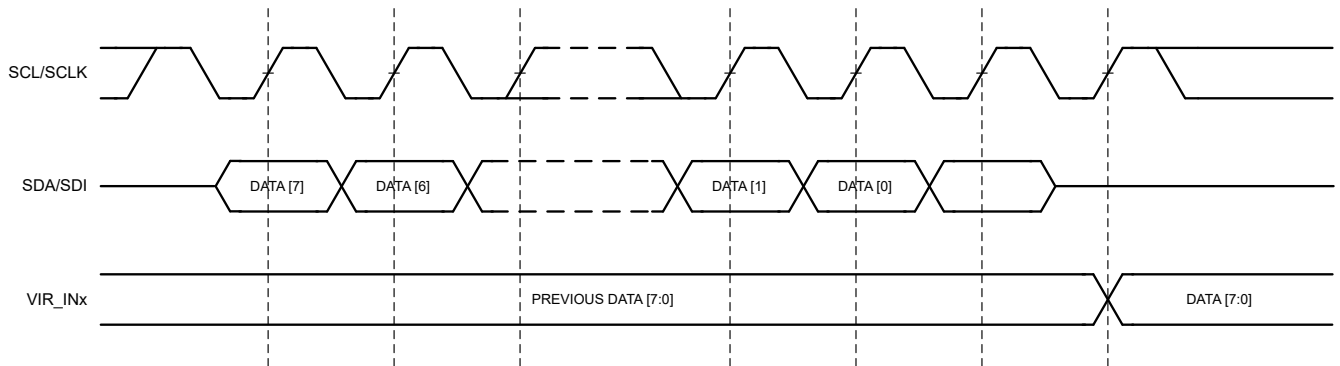 SCL/SCLK
SDA/SDI
DATA [7]
DATA [6]
DATA [1]
DATA [0]
VIR_INx
PREVIOUS DATA [7:0]
DATA [7:0]